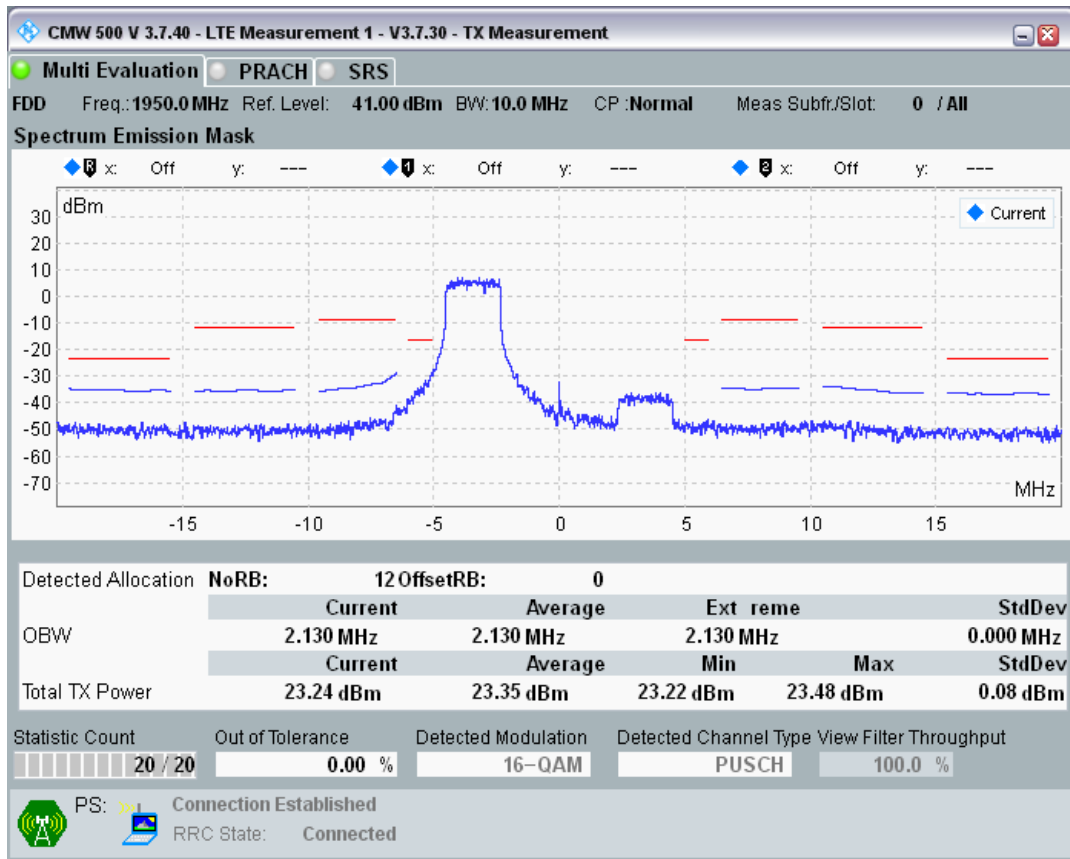 CMW 500 V 3.7.40 - LTE Measurement 1 - V3.7.30 - TX Measurement
Multi Evaluation PRACH SRS
FDD Freq.: 1950.0 MHz Ref. Level: 41.00 dBm BW: 10.0 MHz CP : Normal Meas Subfr./Slot: 0 / All
Spectrum Emission Mask
R x: Off y: --- 1 x: Off y: --- 2 x: Off y: ---
dBm
Current
30
20
10
0
-10
-20
-30
-40
-50
-60
-70
MHz
-15 -10 -5 0 5 10 15
Detected Allocation NoRB: 12 OffsetRB: 0
Current Average Ext reme StdDev
OBW 2.130 MHz 2.130 MHz 2.130 MHz 0.000 MHz
Current Average Min Max StdDev
Total TX Power 23.24 dBm 23.35 dBm 23.22 dBm 23.48 dBm 0.08 dBm
Statistic Count Out of Tolerance Detected Modulation Detected Channel Type View Filter Throughput
20 / 20 0.00 % 16-QAM PUSCH 100.0 %
PS: Connection Established
RRC State: Connected